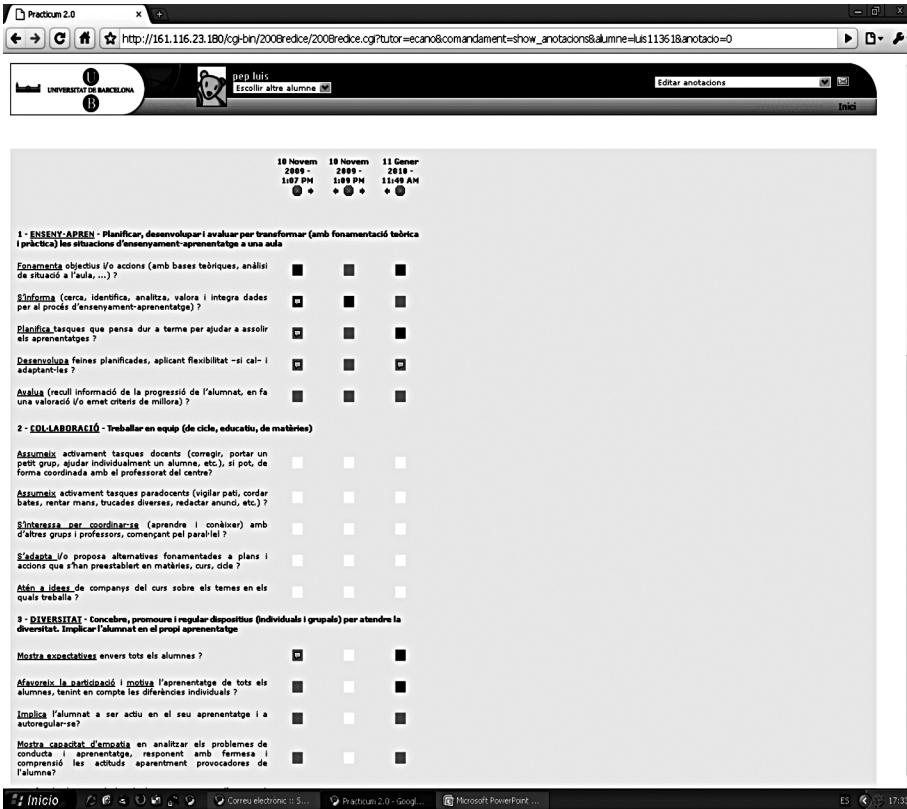 Practicum 2.0
http://161.116.23.180/cgi-bin/2008redice/2008redice.cgi?tutor=ecano&comandament=show_anotacions&alumne=luis11361&anotacio=0
U
UNIVERSITAT DE BARCELONA
B
pep luis
Escollir altre alumne
Editar anotacions
Inici
10 Novem 2009 - 1:07 PM
10 Novem 2009 - 1:09 PM
11 Gener 2010 - 11:49 AM
1 - ENSENY-APREN - Planificar, desenvolupar i avaluar per transformar (amb fonamentació teòrica
i pràctica) les situacions d'ensenyament-aprenentatge a una aula
Fonamenta objectius i/o accions (amb bases teòriques, anàlisi
de situació a l'aula, ...) ?
S'informa (cerca, identifica, analitza, valora i integra dades
per al procés d'ensenyament-aprenentatge) ?
Planifica tasques que pensa dur a terme per ajudar a assolir
els aprenentatges ?
Desenvolupa feines planificades, aplicant flexibilitat -si cal- i
adaptant-les ?
Avalua (recull informació de la progressió de l'alumnat, en fa
una valoració i/o emet criteris de millora) ?
2 - COL·LABORACIÓ - Treballar en equip (de cicle, educatiu, de matèries)
Assumeix activament tasques docents (corregir, portar un
petit grup, ajudar individualment un alumne, etc.), si pot, de
forma coordinada amb el professorat del centre?
Assumeix activament tasques paradocents (vigilar pati, cordar
bates, rentar mans, trucades diverses, redactar anunci, etc.) ?
S'interessa per coordinar-se (aprendre i conèixer) amb
d'altres grups i professors, començant pel paral·lel ?
S'adapta i/o proposa alternatives fonamentades a plans i
accions que s'han preestablert en matèries, curs, cicle ?
Atén a idees de companys del curs sobre els temes en els
quals treballa ?
3 - DIVERSITAT - Concebre, promoure i regular dispositius (individuals i grupals) per atendre la
diversitat. Implicar l'alumnat en el propi aprenentatge
Mostra expectatives envers tots els alumnes ?
Afavoreix la participació i motiva l'aprenentatge de tots els
alumnes, tenint en compte les diferències individuals ?
Implica l'alumnat a ser actiu en el seu aprenentatge i a
autoregular-se?
Mostra capacitat d'empatia en analitzar els problemes de
conducta i aprenentatge, responent amb fermesa i
comprensió les actituds aparentment provocadores de
l'alumne?
Inicio
Correu electronic :: S...
Practicum 2.0 - Googl...
Microsoft PowerPoint ...
ES
17:33